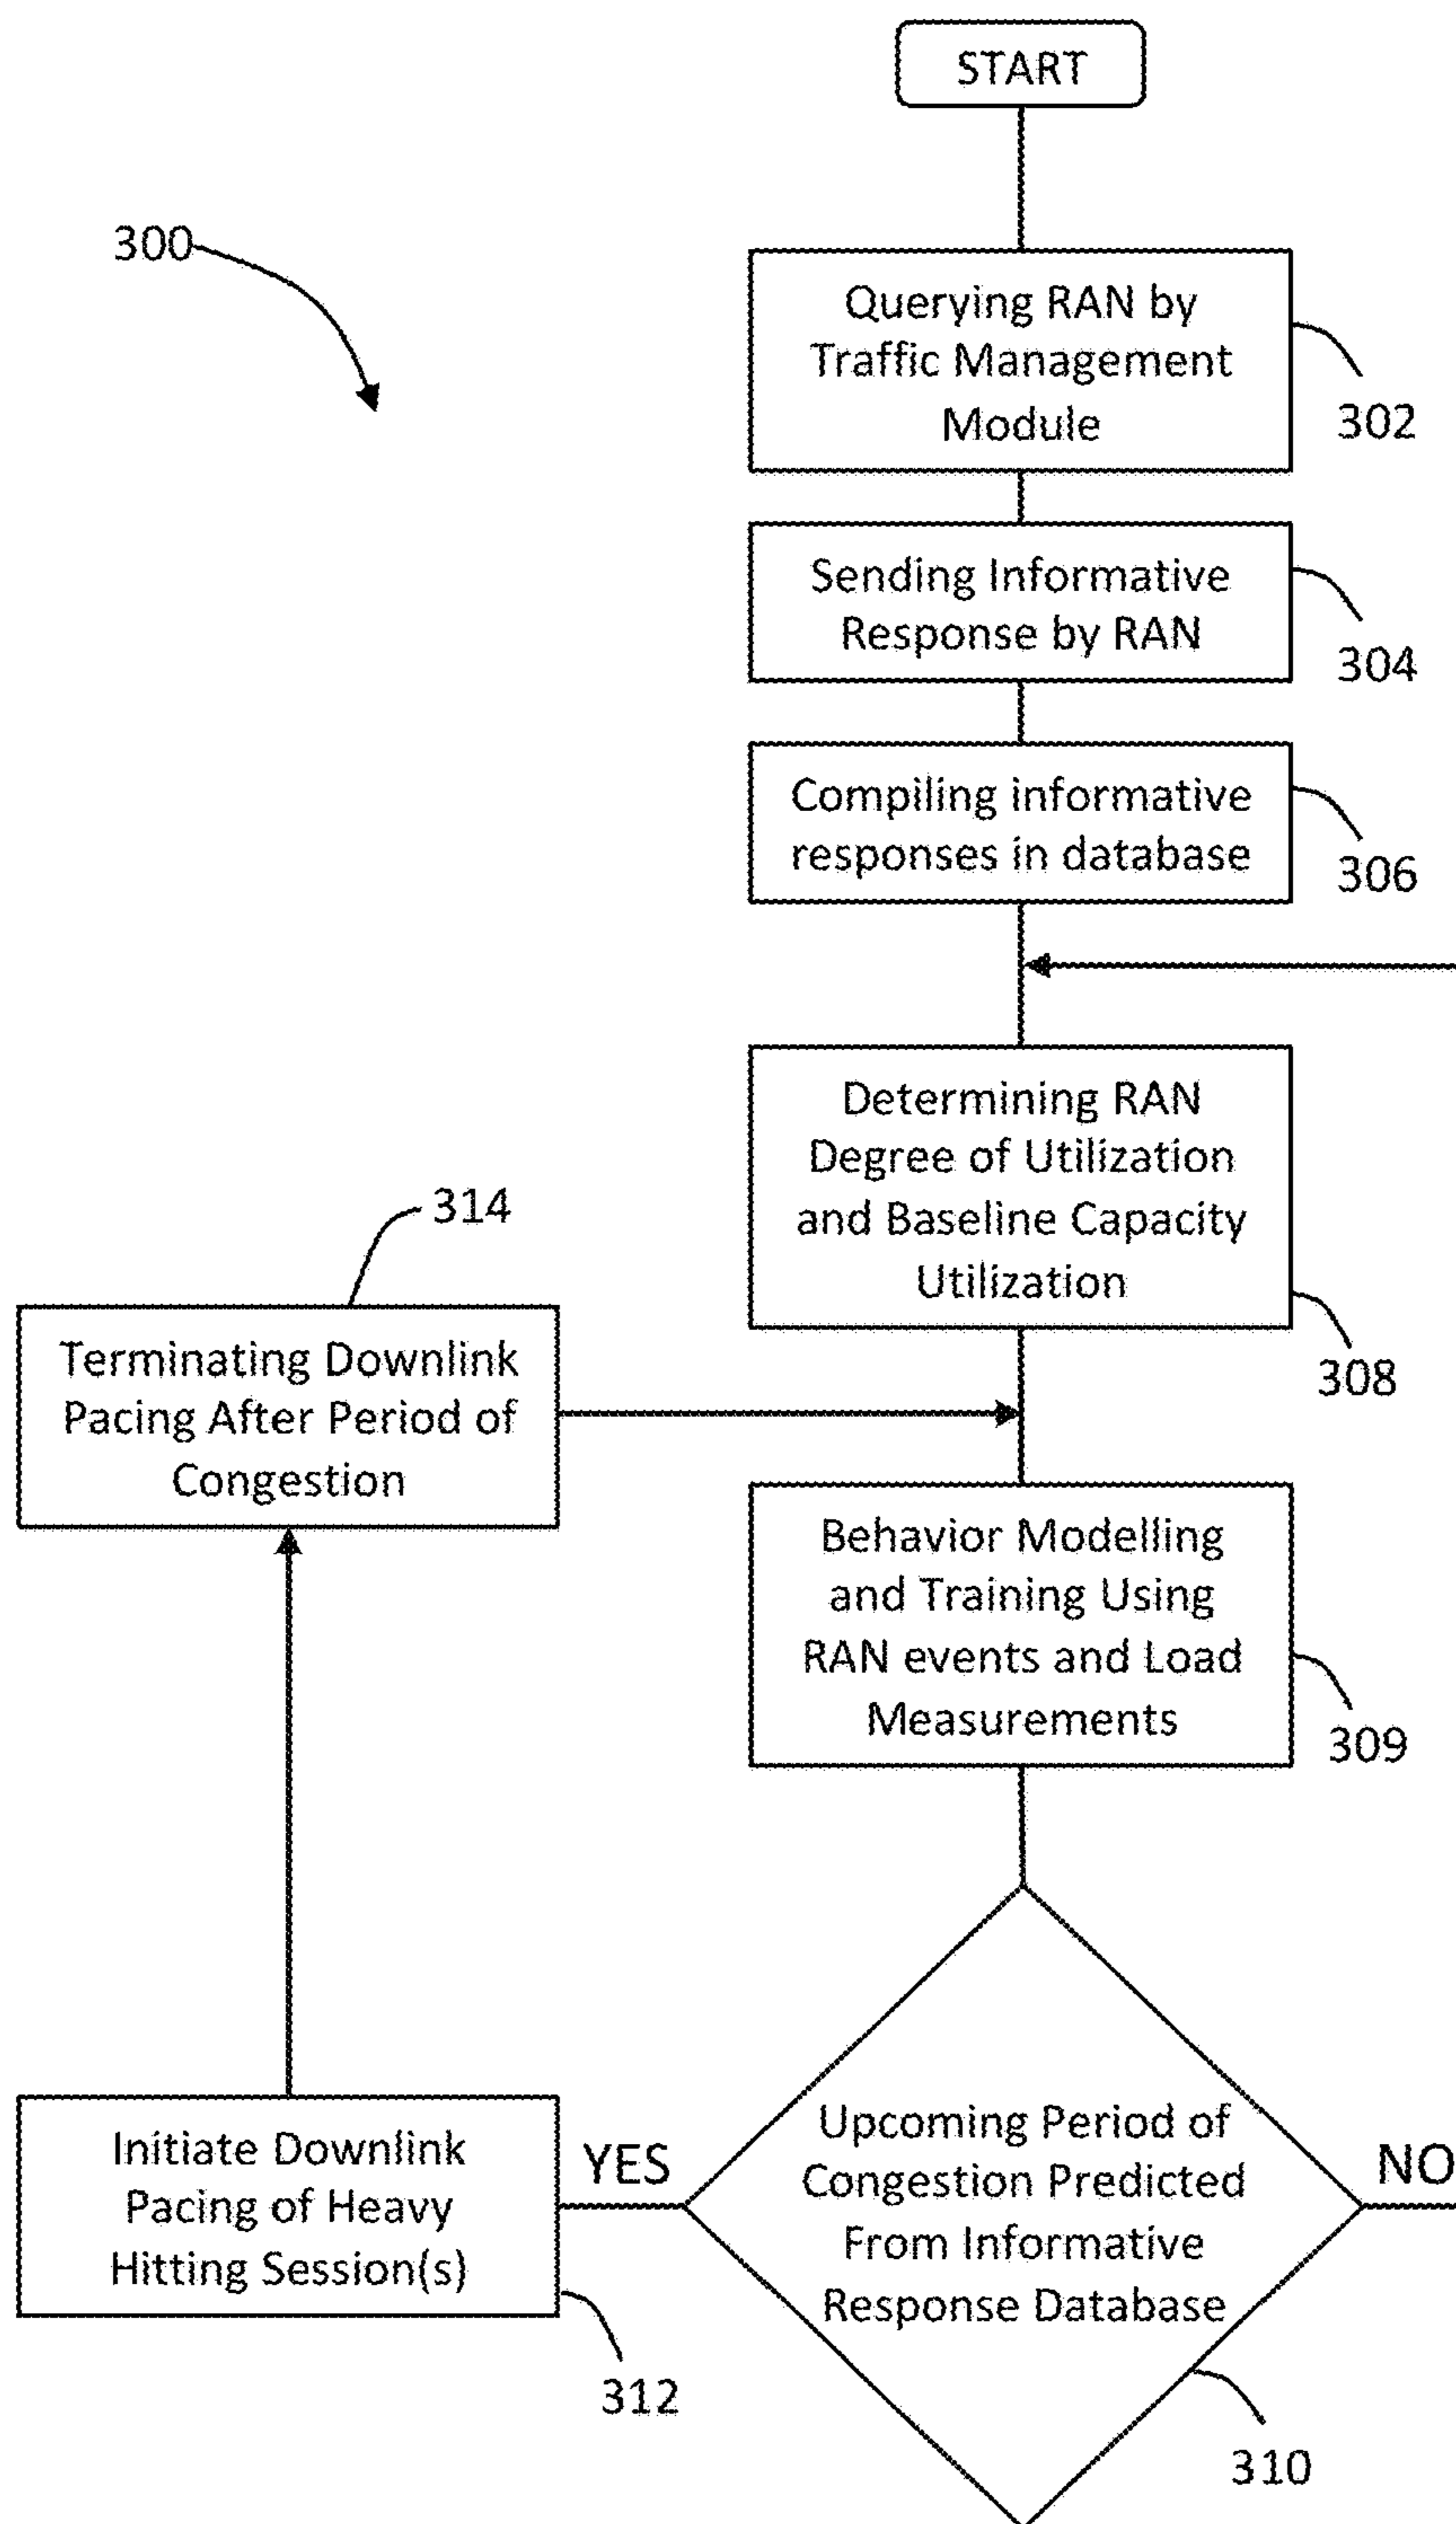 START
300
Querying RAN by
Traffic Management
Module
302
Sending Informative
Response by RAN
304
Compiling informative
responses in database
306
Determining RAN
Degree of Utilization
and Baseline Capacity
Utilization
308
314
Terminating Downlink
Pacing After Period of
Congestion
Behavior Modelling
and Training Using
RAN events and Load
Measurements
309
Upcoming Period of
Congestion Predicted
From Informative
Response Database
310
YES
NO
Initiate Downlink
Pacing of Heavy
Hitting Session(s)
312